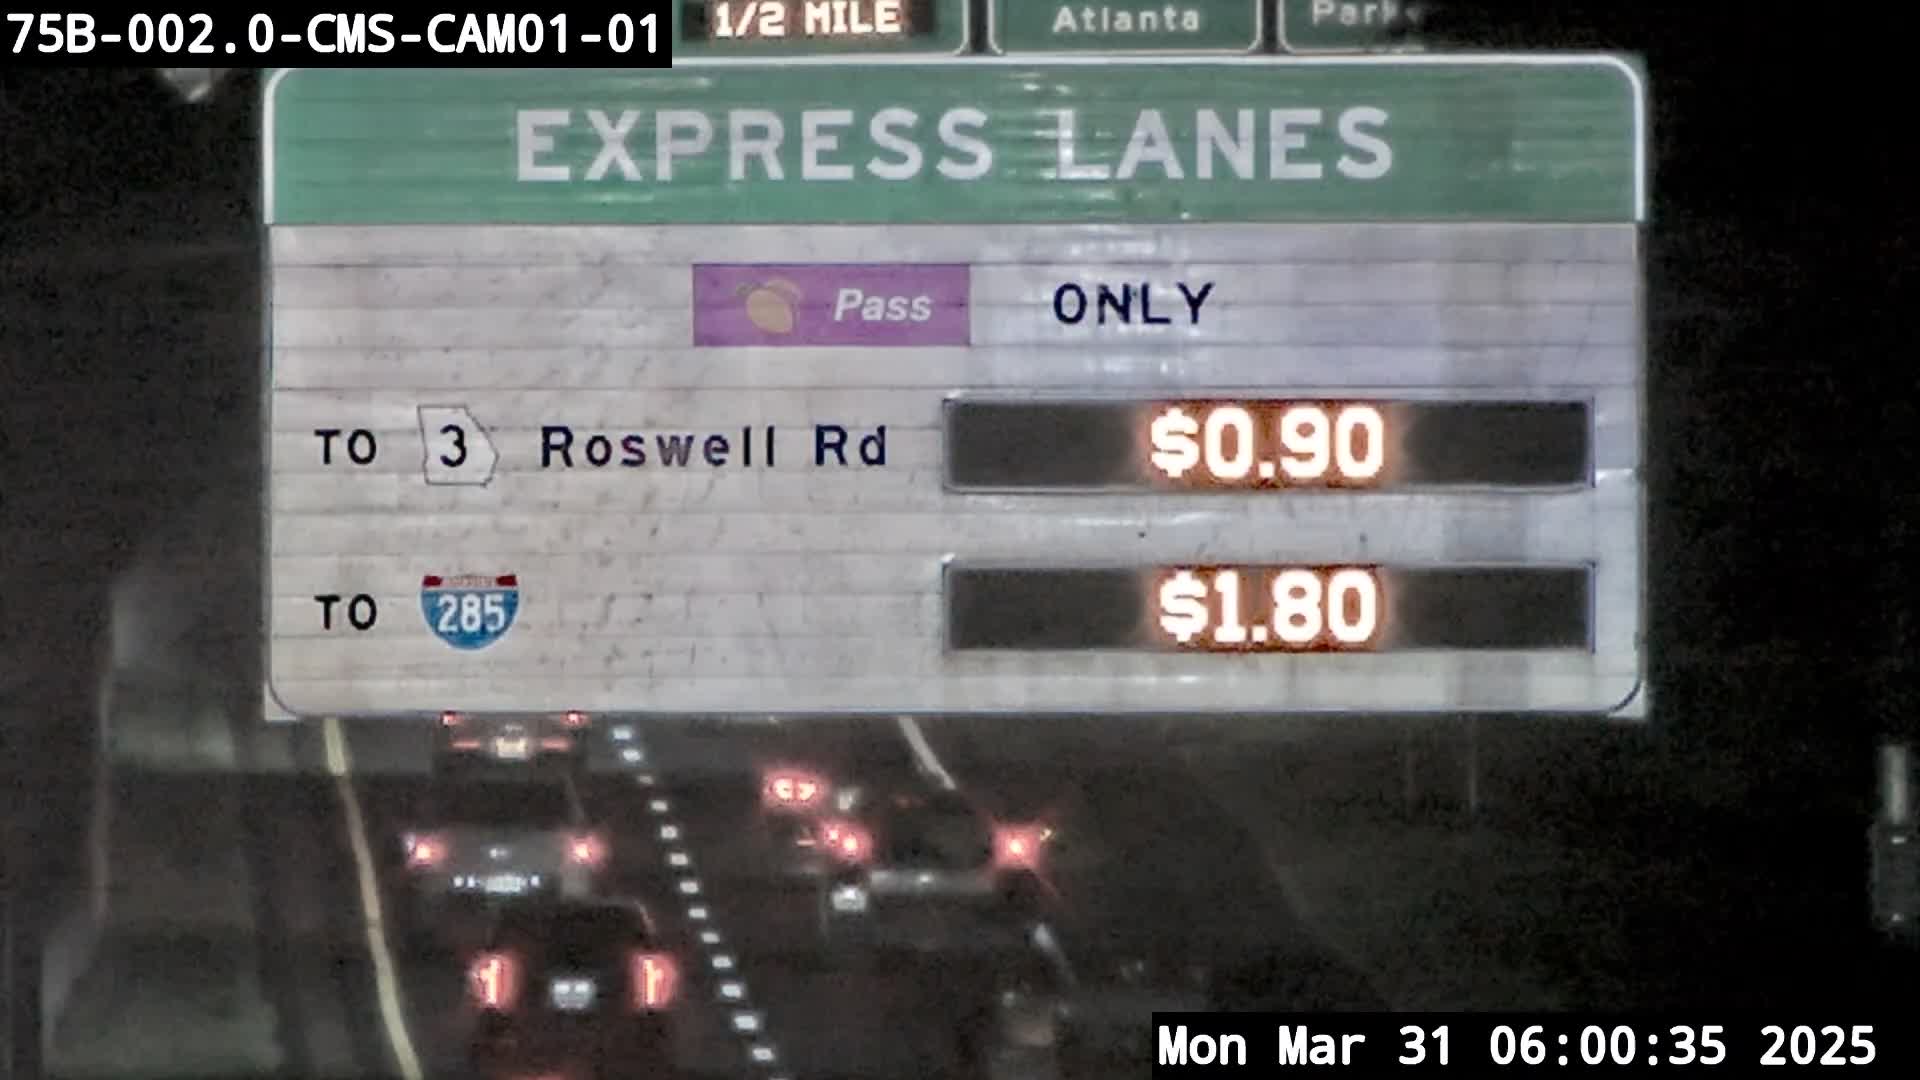 75B-002.0-CMS-CAM01-01
1/2 MILE
Atlanta
EXPRESS LANES
Pass ONLY
TO 3 Roswell Rd $0.90
TO 285 $1.80
Mon Mar 31 06:00:35 2025